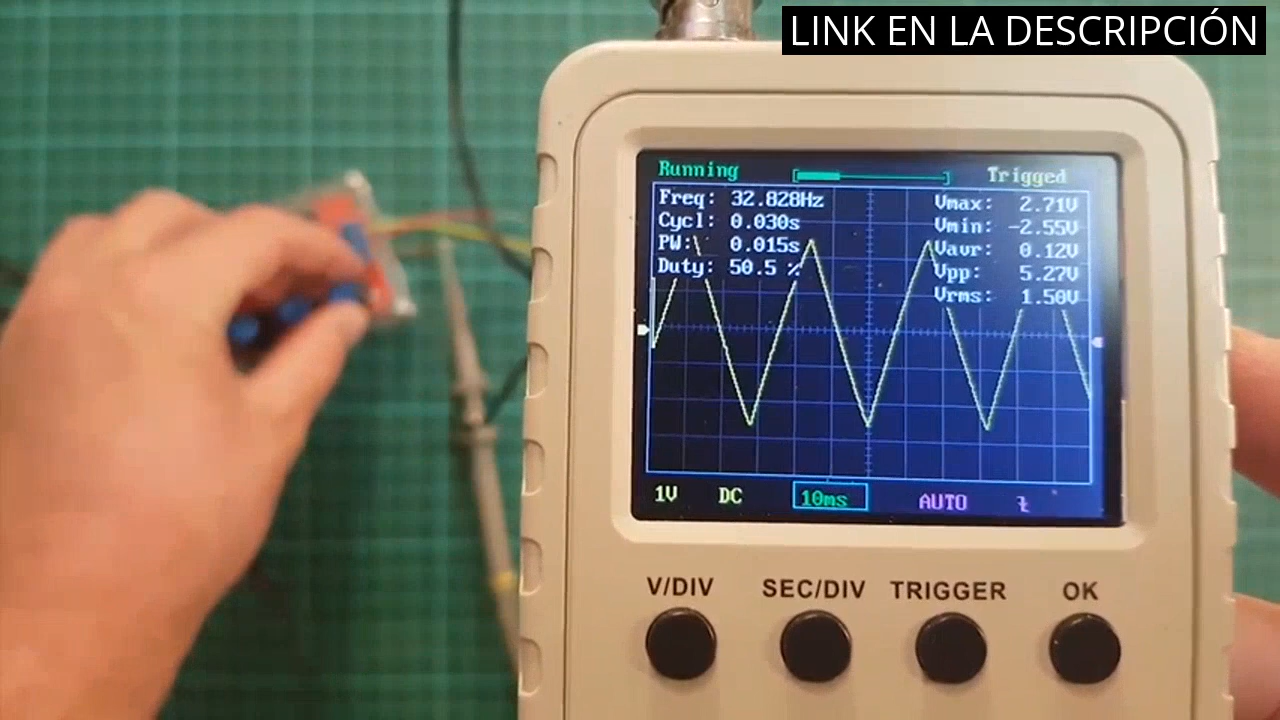 LINK EN LA DESCRIPCIÓN
Running
Trigged
Freq: 32.828Hz
Cycl: 0.030s
PW: 0.015s
Duty: 50.5 %
Vmax: 2.71V
Vmin: -2.55V
Vavr: 0.12V
Vpp: 5.27V
Vrms: 1.50V
1V DC 10ms AUTO
V/DIV SEC/DIV TRIGGER OK